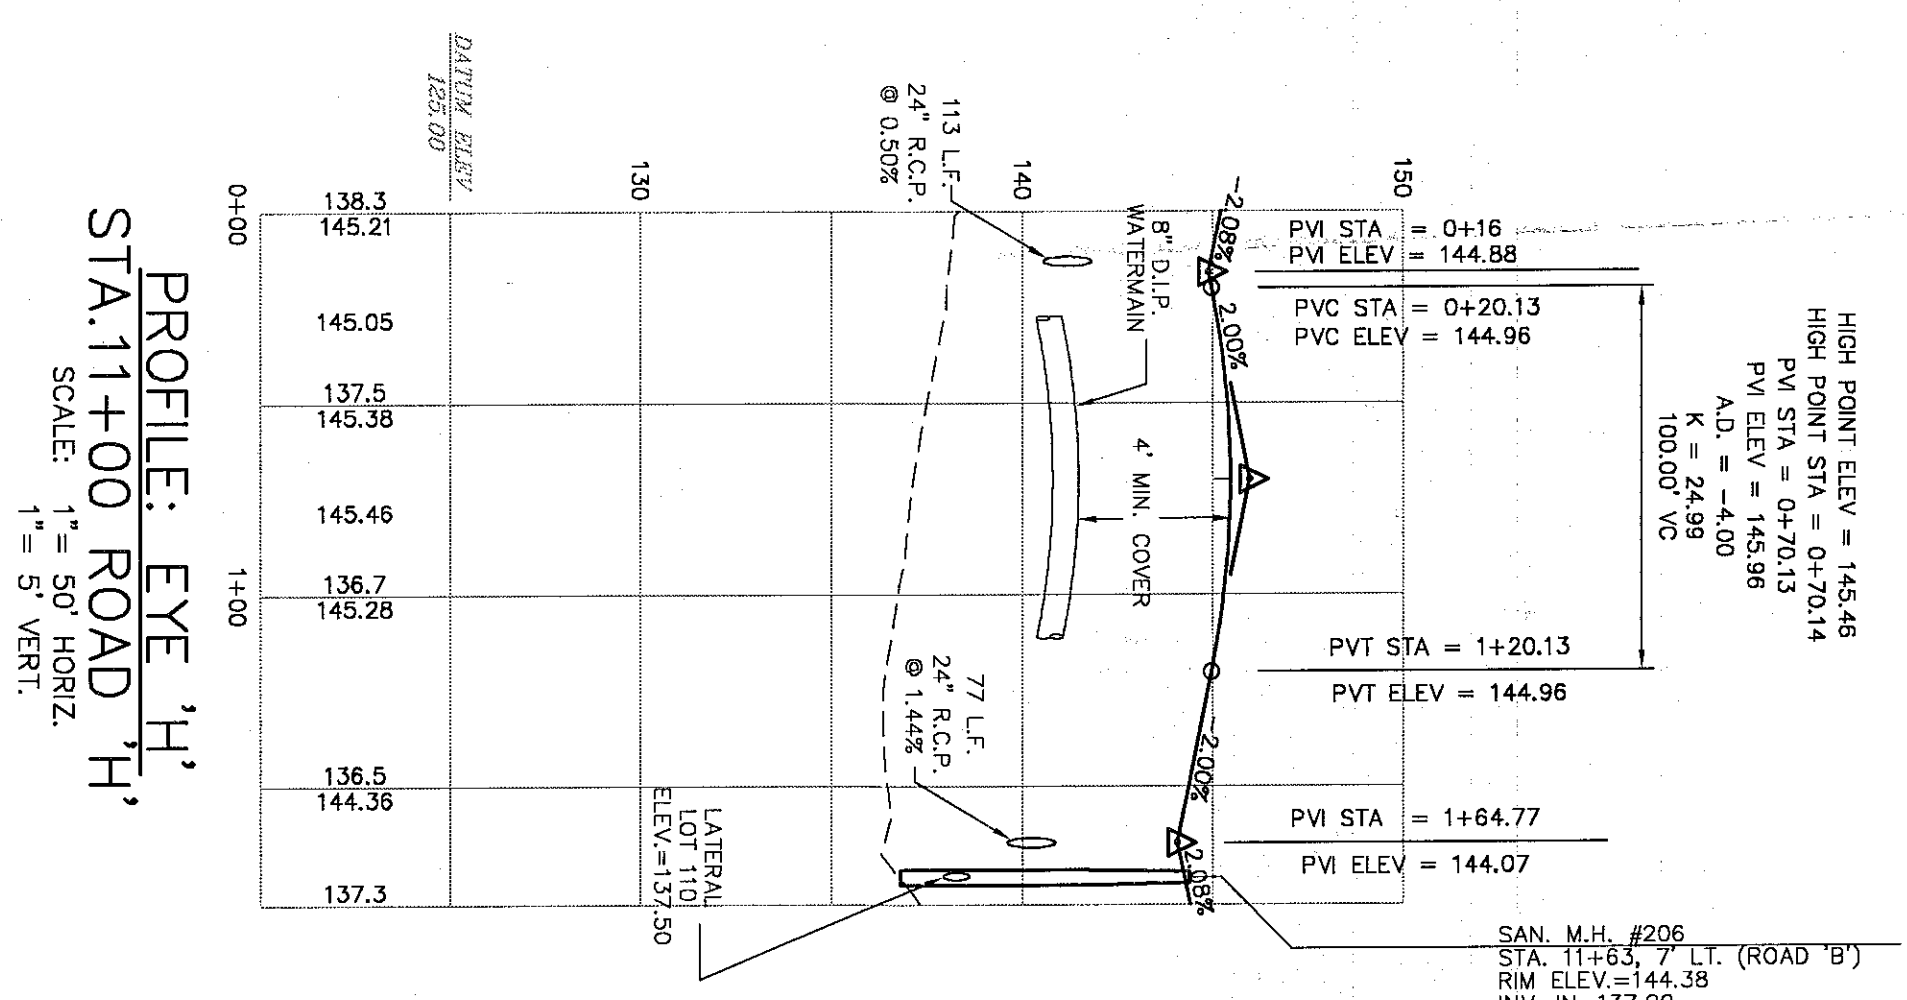 HIGH POINT ELEV = 145.46
HIGH POINT STA = 0+70.14
PVI STA = 0+70.13
PVI ELEV = 145.96
A.D. = -4.00
K = 24.99
100.00' VC
PVI STA = 0+16
PVI ELEV = 144.88
PVC STA = 0+20.13
PVC ELEV = 144.96
PVT STA = 1+20.13
PVT ELEV = 144.96
PVI STA = 1+64.77
PVI ELEV = 144.07
SAN. M.H. #206
STA. 11+63, 7' LT. (ROAD 'B')
RIM ELEV.=144.38
150
-2.08%
2.00%
-2.00%
2.08%
8" D.I.P.
WATERMAIN
4' MIN. COVER
140
113 L.F.
24" R.C.P.
@ 0.50%
77 L.F.
24" R.C.P.
@ 1.44%
LATERAL
LOT 110
ELEV.=137.50
130
DATUM ELEV
125.00
138.3
145.21
145.05
137.5
145.38
145.46
136.7
145.28
136.5
144.36
137.3
0+00
1+00
PROFILE: EYE 'H'
STA.11+00 ROAD 'H'
SCALE: 1"= 50' HORIZ.
1"= 5' VERT.